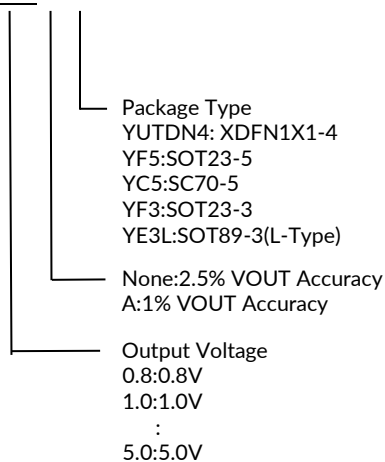 Package Type
YUTDN4: XDFN1X1-4
YF5:SOT23-5
YC5:SC70-5
YF3:SOT23-3
YE3L:SOT89-3(L-Type)
None:2.5% VOUT Accuracy
A:1% VOUT Accuracy
Output Voltage
0.8:0.8V
1.0:1.0V
:
5.0:5.0V